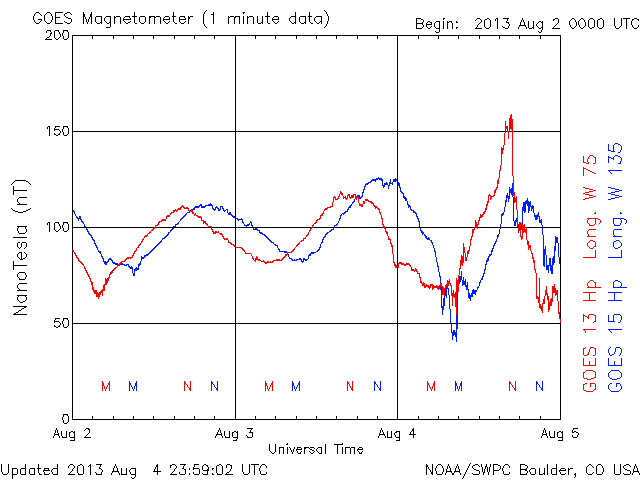 GOES Magnetometer (1 minute data)
Begin: 2013 Aug 2 0000 UTC
200
150
100
50
0
NanoTesla (nT)
M M N N M M N N M M N N
Aug 2 Aug 3 Aug 4 Aug 5
Universal Time
GOES 13 Hp Long. W 75
GOES 15 Hp Long. W 135
Updated 2013 Aug 4 23:59:02 UTC
NOAA/SWPC Boulder, CO USA